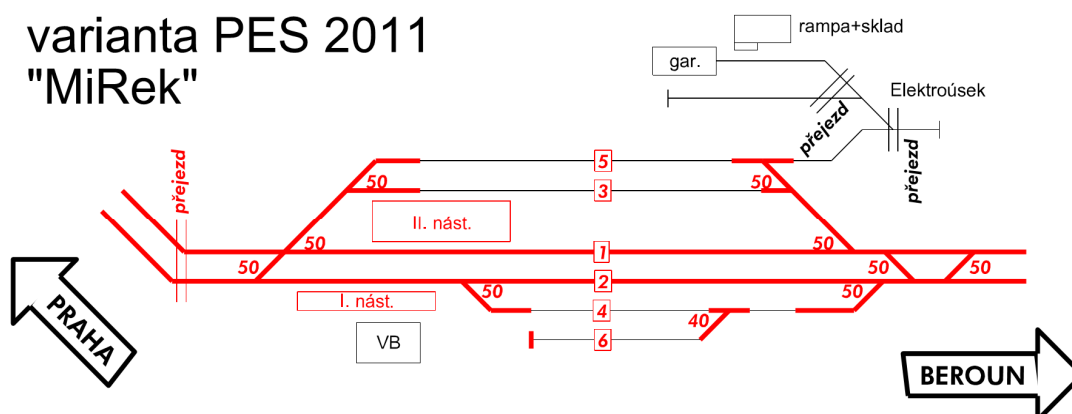 varianta PES 2011
"MiRek"
rampa+sklad
gar.
Elektroúsek
přejezd
přejezd
přejezd
5
50
50
3
II. nást.
50
1
50
50
50
50
2
I. nást.
50
4
50
40
6
VB
PRAHA
BEROUN